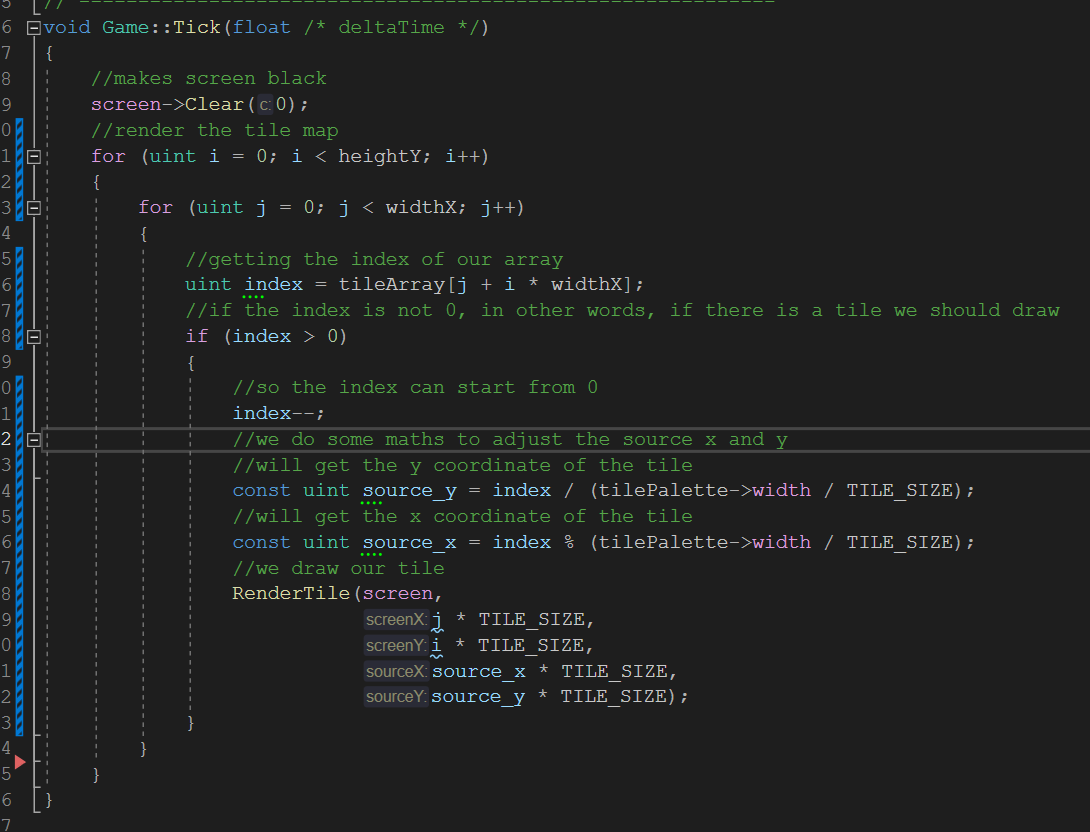 5 // -----------------------------------------------------------
6 void Game::Tick(float /* deltaTime */)
7 {
8 //makes screen black
9 screen->Clear(c:0);
0 //render the tile map
1 for (uint i = 0; i < heightY; i++)
2 {
3 for (uint j = 0; j < widthX; j++)
4 {
5 //getting the index of our array
6 uint index = tileArray[j + i * widthX];
7 //if the index is not 0, in other words, if there is a tile we should draw
8 if (index > 0)
9 {
0 //so the index can start from 0
1 index--;
2 //we do some maths to adjust the source x and y
3 //will get the y coordinate of the tile
4 const uint source_y = index / (tilePalette->width / TILE_SIZE);
5 //will get the x coordinate of the tile
6 const uint source_x = index % (tilePalette->width / TILE_SIZE);
7 //we draw our tile
8 RenderTile(screen,
9 screenX: j * TILE_SIZE,
0 screenY: i * TILE_SIZE,
1 sourceX: source_x * TILE_SIZE,
2 sourceY: source_y * TILE_SIZE);
3 }
4 }
5 }
6 }
7